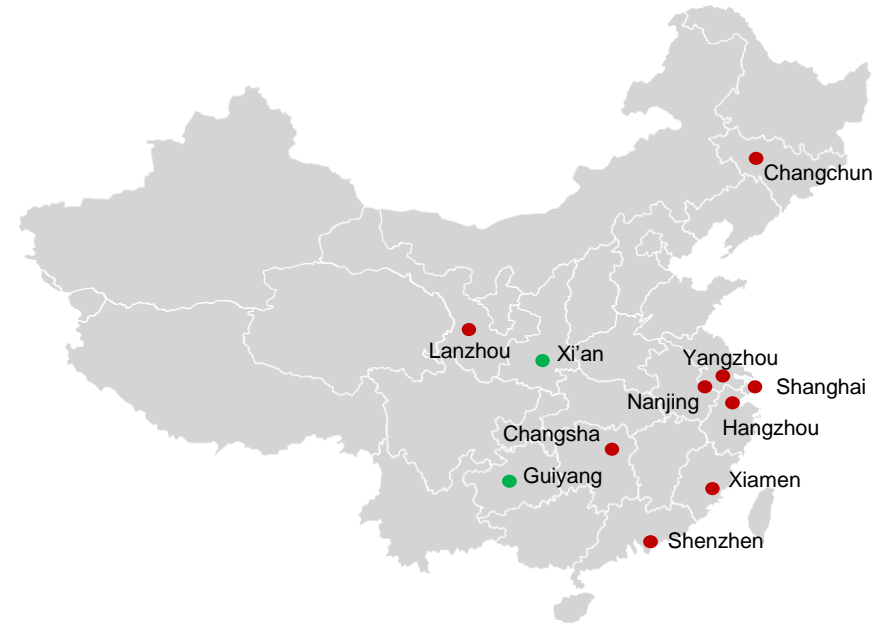 Changchun
Lanzhou
Xi’an
Yangzhou
Shanghai
Nanjing
Hangzhou
Changsha
Guiyang
Xiamen
Shenzhen